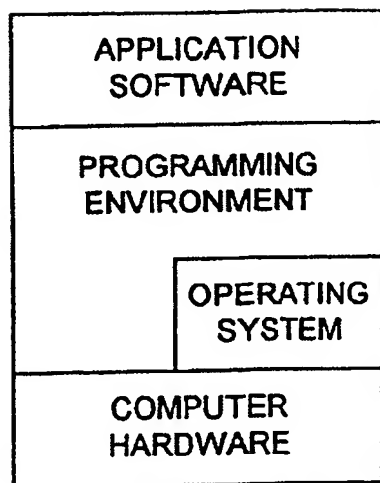 APPLICATION
SOFTWARE
PROGRAMMING
ENVIRONMENT
OPERATING
SYSTEM
COMPUTER
HARDWARE